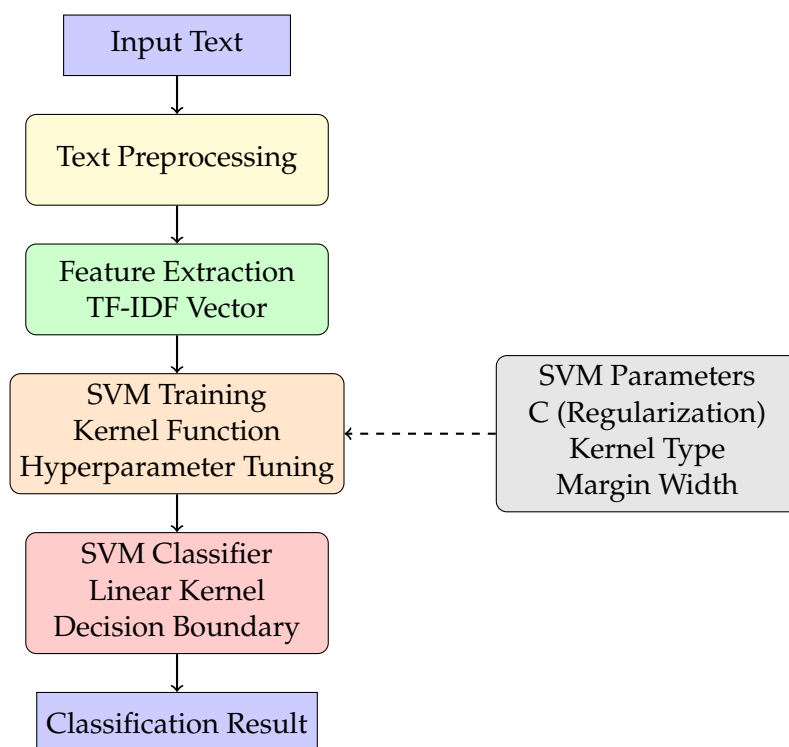 Input Text
Text Preprocessing
Feature Extraction
TF-IDF Vector
SVM Training
Kernel Function
Hyperparameter Tuning
SVM Parameters
C (Regularization)
Kernel Type
Margin Width
SVM Classifier
Linear Kernel
Decision Boundary
Classification Result